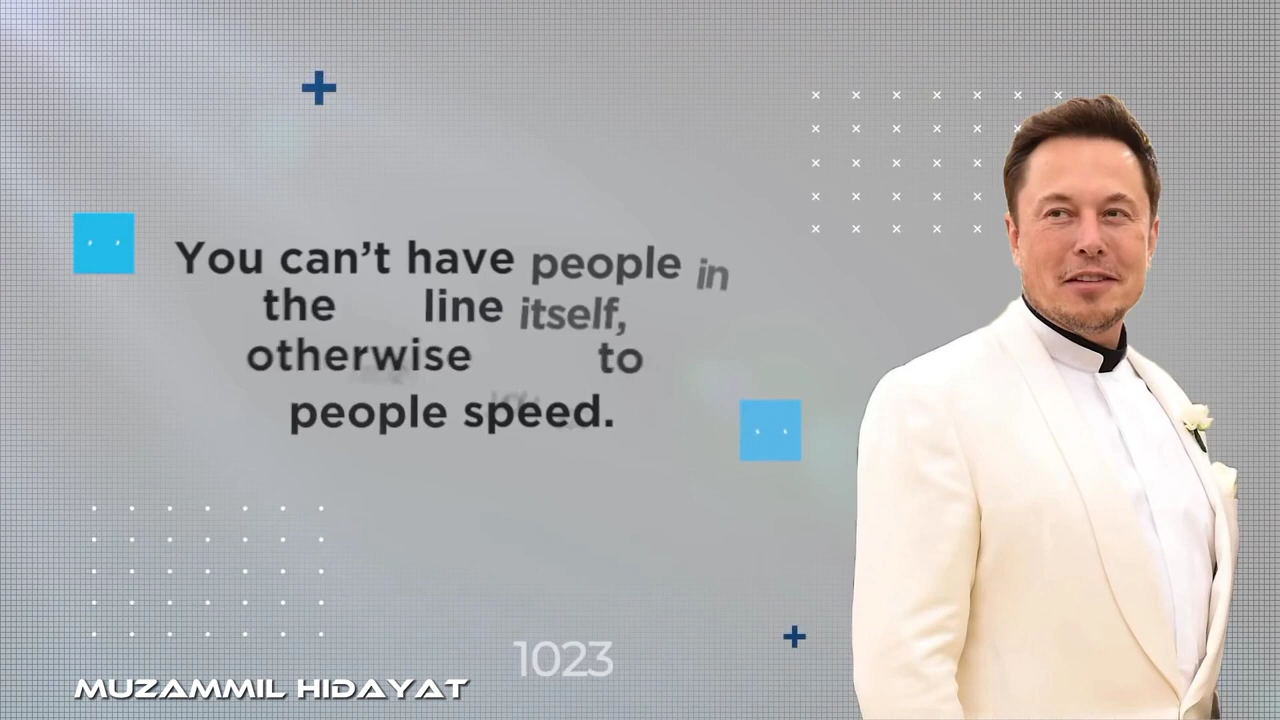 You can't have people in
the line itself,
otherwise to
people speed.
1023
MUZAMMIL HIDAYAT